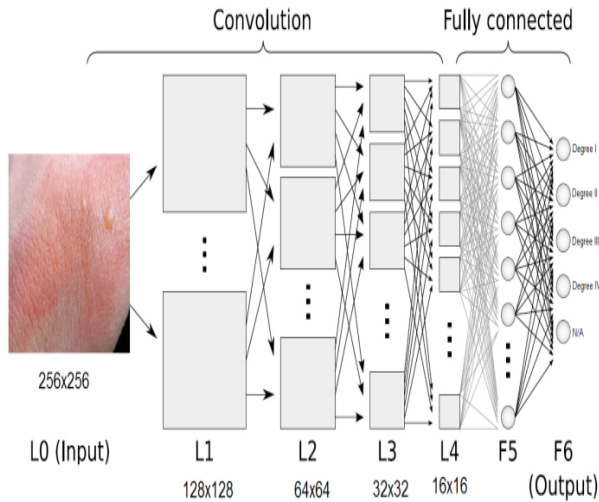 Convolution
Fully connected
Degree I
Degree II
Degree III
Degree IV
N/A
256x256
L0 (Input)
L1
L2
L3
L4
F5
F6
(Output)
128x128
64x64
32x32
16x16